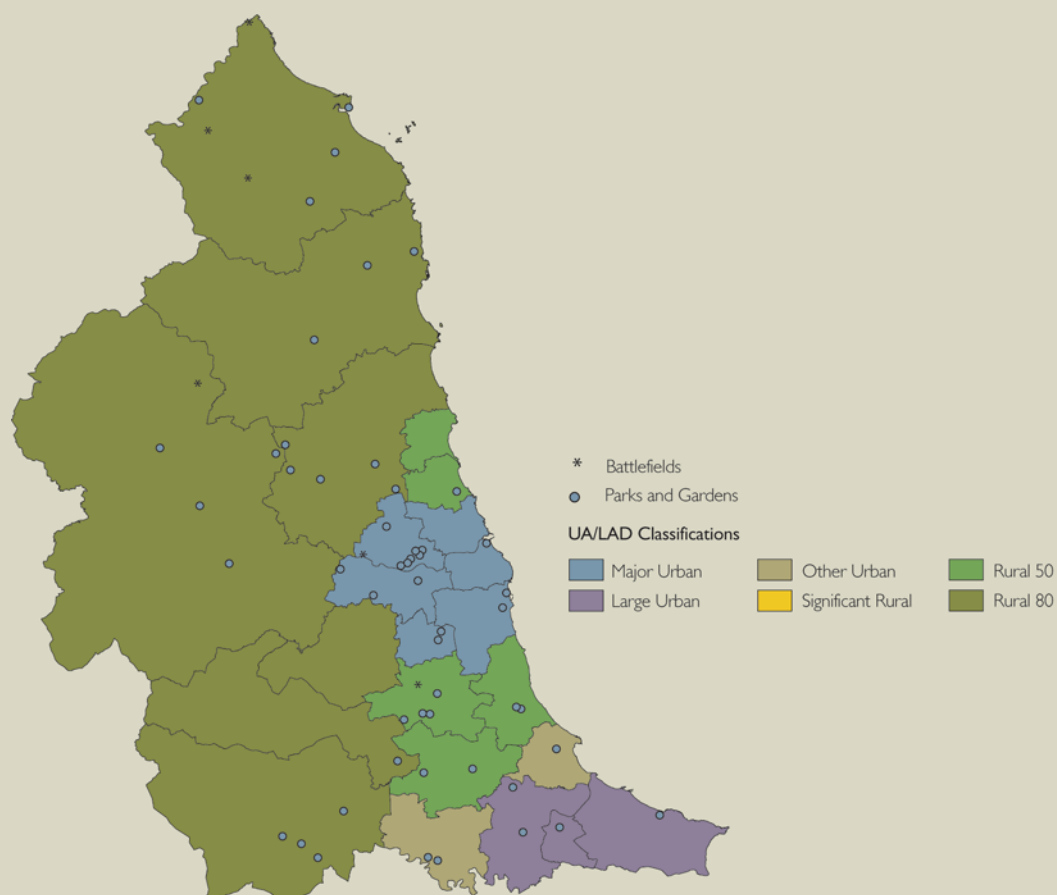 Battlefields
Parks and Gardens
UA/LAD Classifications
Major Urban
Other Urban
Rural 50
Large Urban
Significant Rural
Rural 80